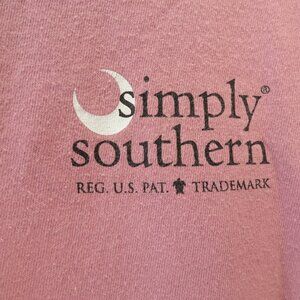 simply®
southern
REG. U.S. PAT. TRADEMARK